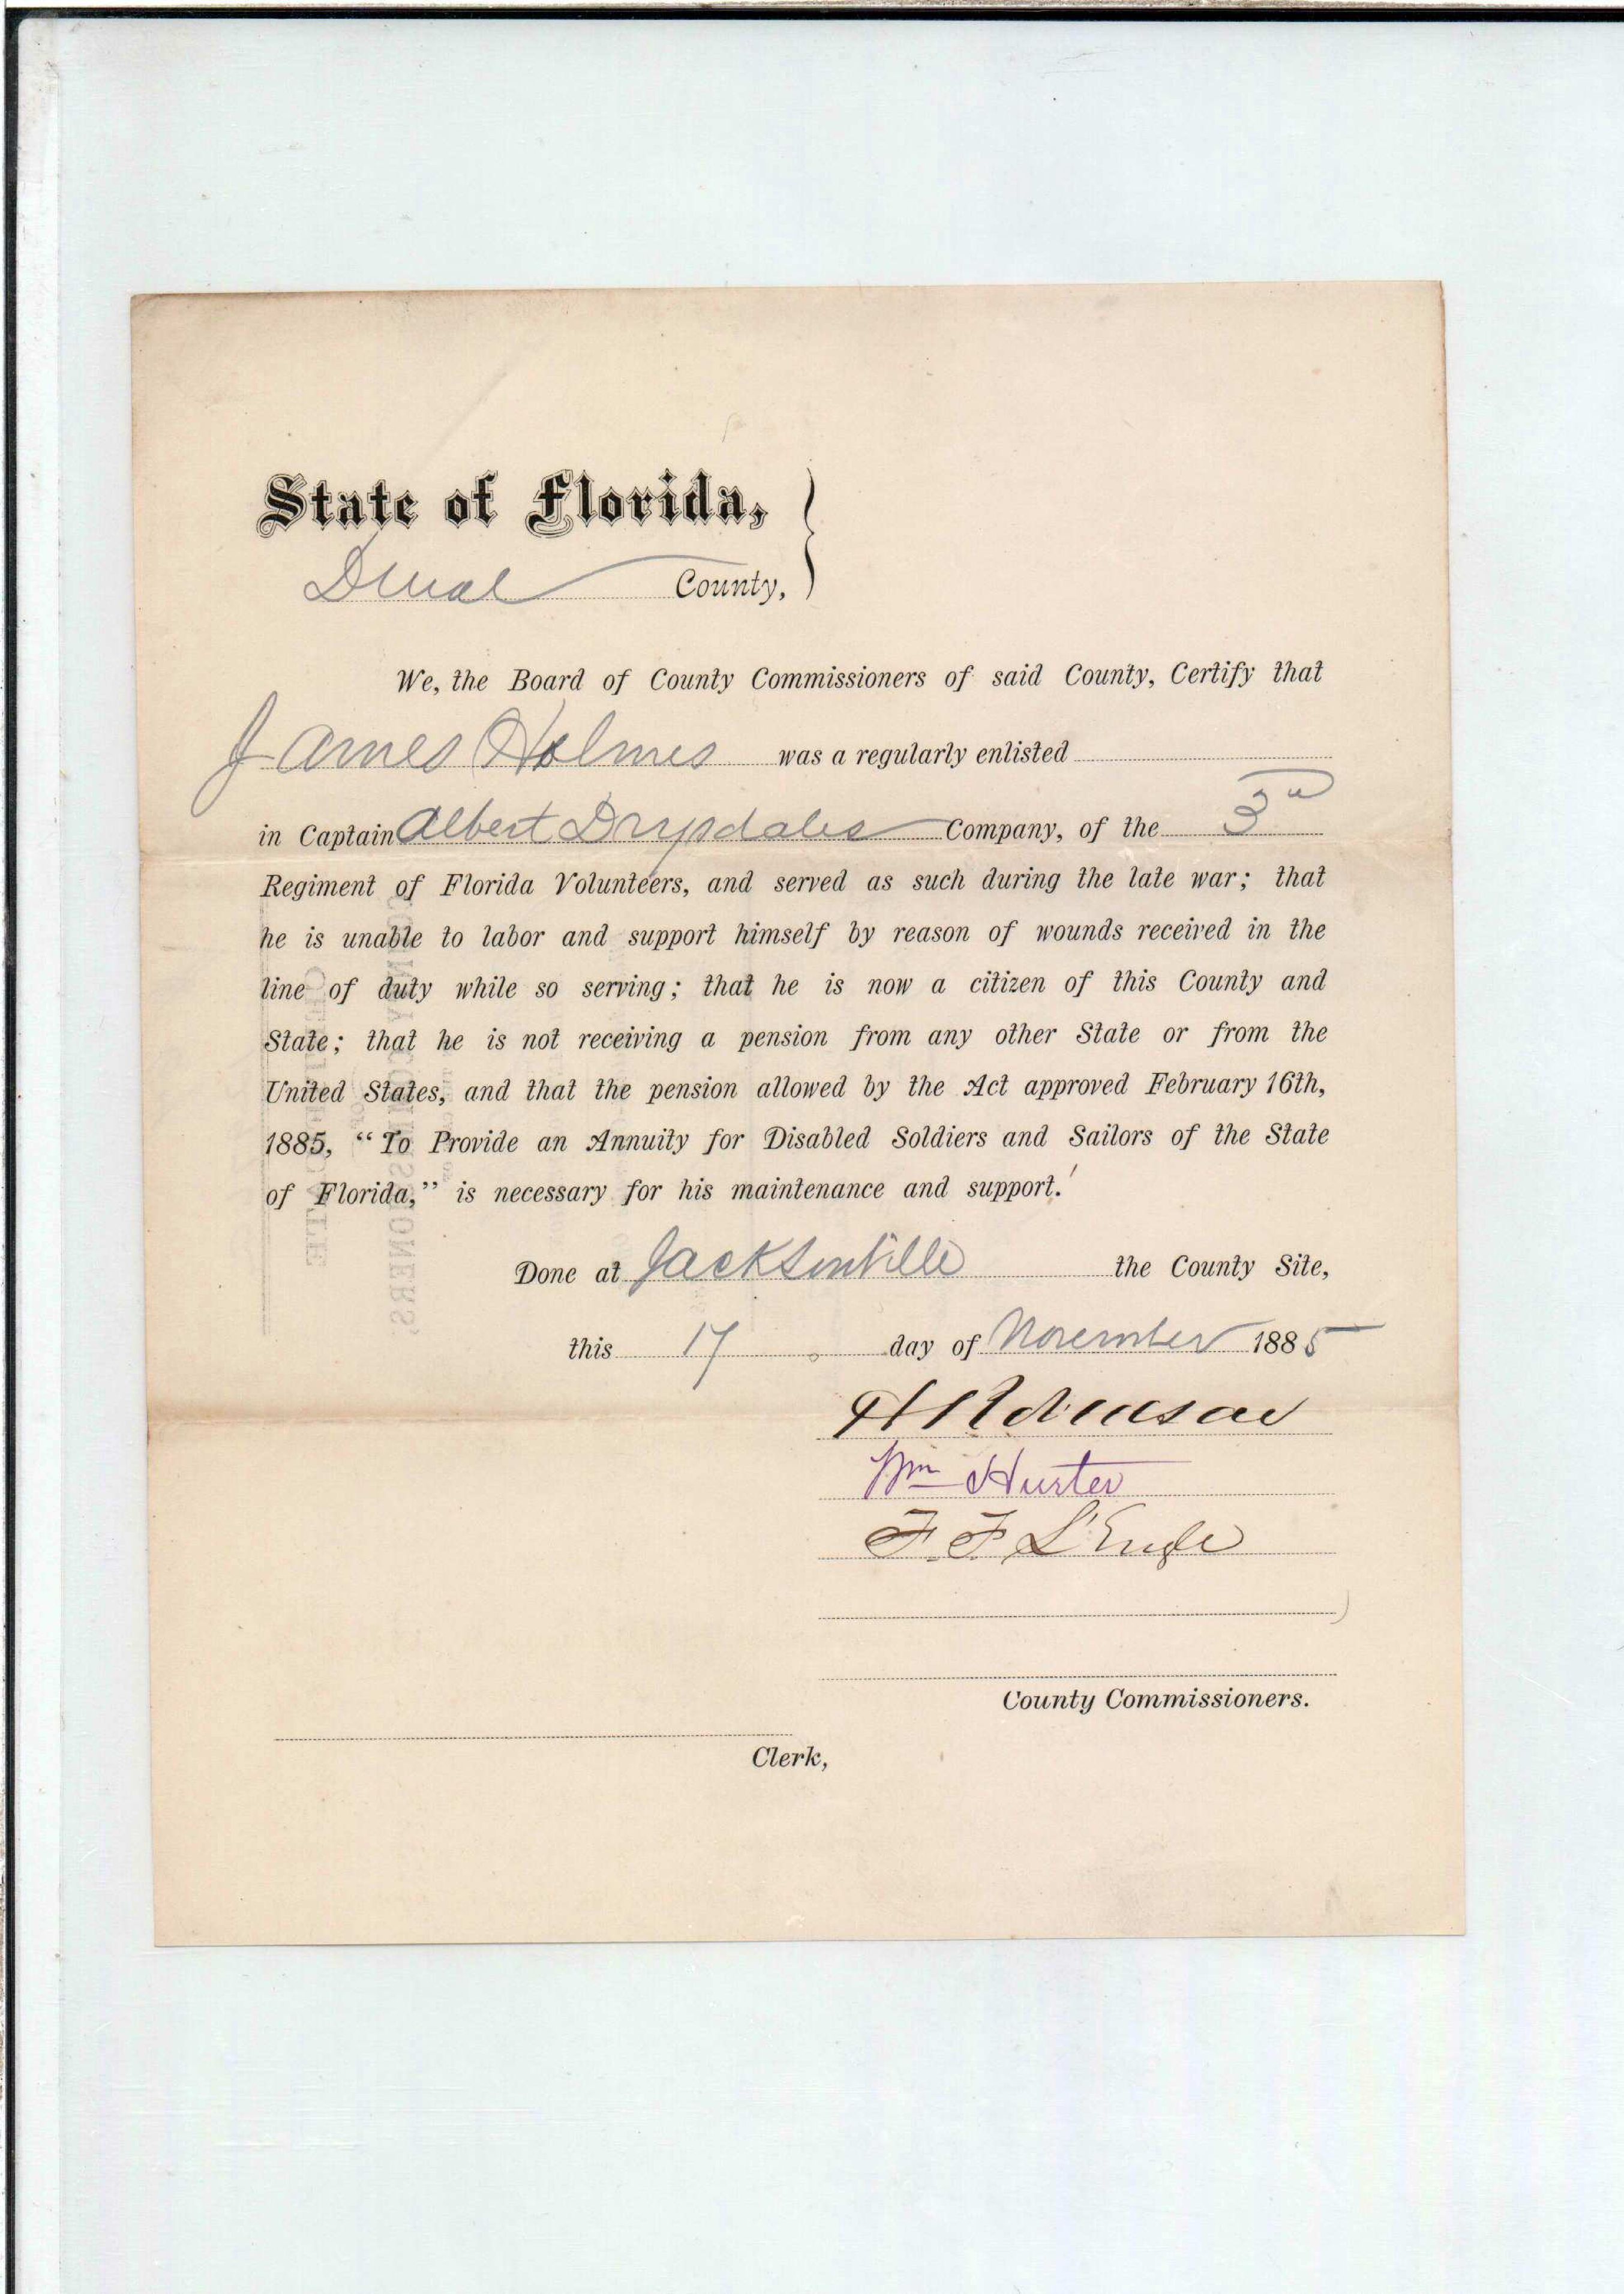 State of Florida,
Duval County,
We, the Board of County Commissioners of said County, Certify that
James Holmes was a regularly enlisted
in Captain Albert Drysdales Company, of the 3d
Regiment of Florida Volunteers, and served as such during the late war; that
he is unable to labor and support himself by reason of wounds received in the
line of duty while so serving; that he is now a citizen of this County and
State; that he is not receiving a pension from any other State or from the
United States, and that the pension allowed by the Act approved February 16th,
1885, “To Provide an Annuity for Disabled Soldiers and Sailors of the State
of Florida,” is necessary for his maintenance and support.
Done at Jacksonville the County Site,
this 17 day of November 1885
H Robinson
Wm Hurter
F. F. L'Engle
County Commissioners.
Clerk,